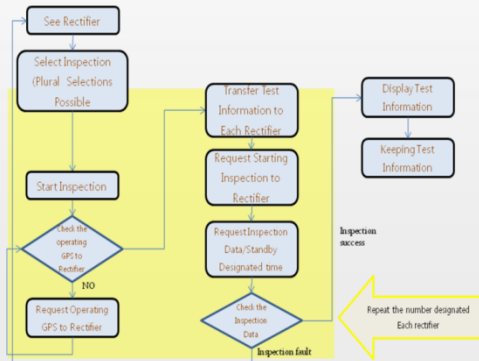 See Rectifier
Select Inspection
(Plural Selections
Possible
Start Inspection
Check the
operating
GPS to
Rectifier
NO
Request Operating
GPS to Rectifier
Transfer Test
Information to
Each Rectifier
Request Starting
Inspection to
Rectifier
Request Inspection
Data/Standby
Designated time
Check the
Inspection
Data
Inspection fault
Display Test
Information
Keeping Test
Information
Inspection
success
Repeat the number designated
Each rectifier